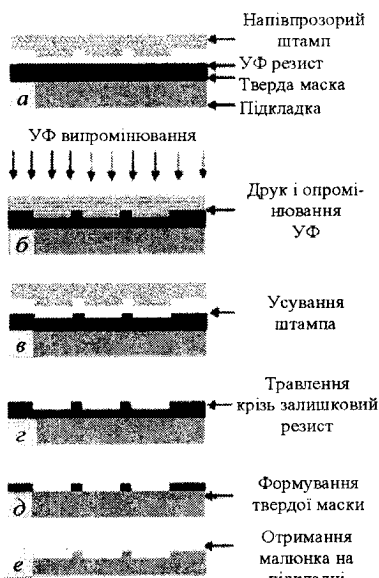 Напівпрозорий
штамп
УФ резист
Тверда маска
Підкладка
а
УФ випромінювання
Друк і опромі-
нювання
УФ
б
Усування
штампа
в
Травлення
крізь залишковий
резист
г
Формування
твердої маски
д
Отримання
малюнка на
е